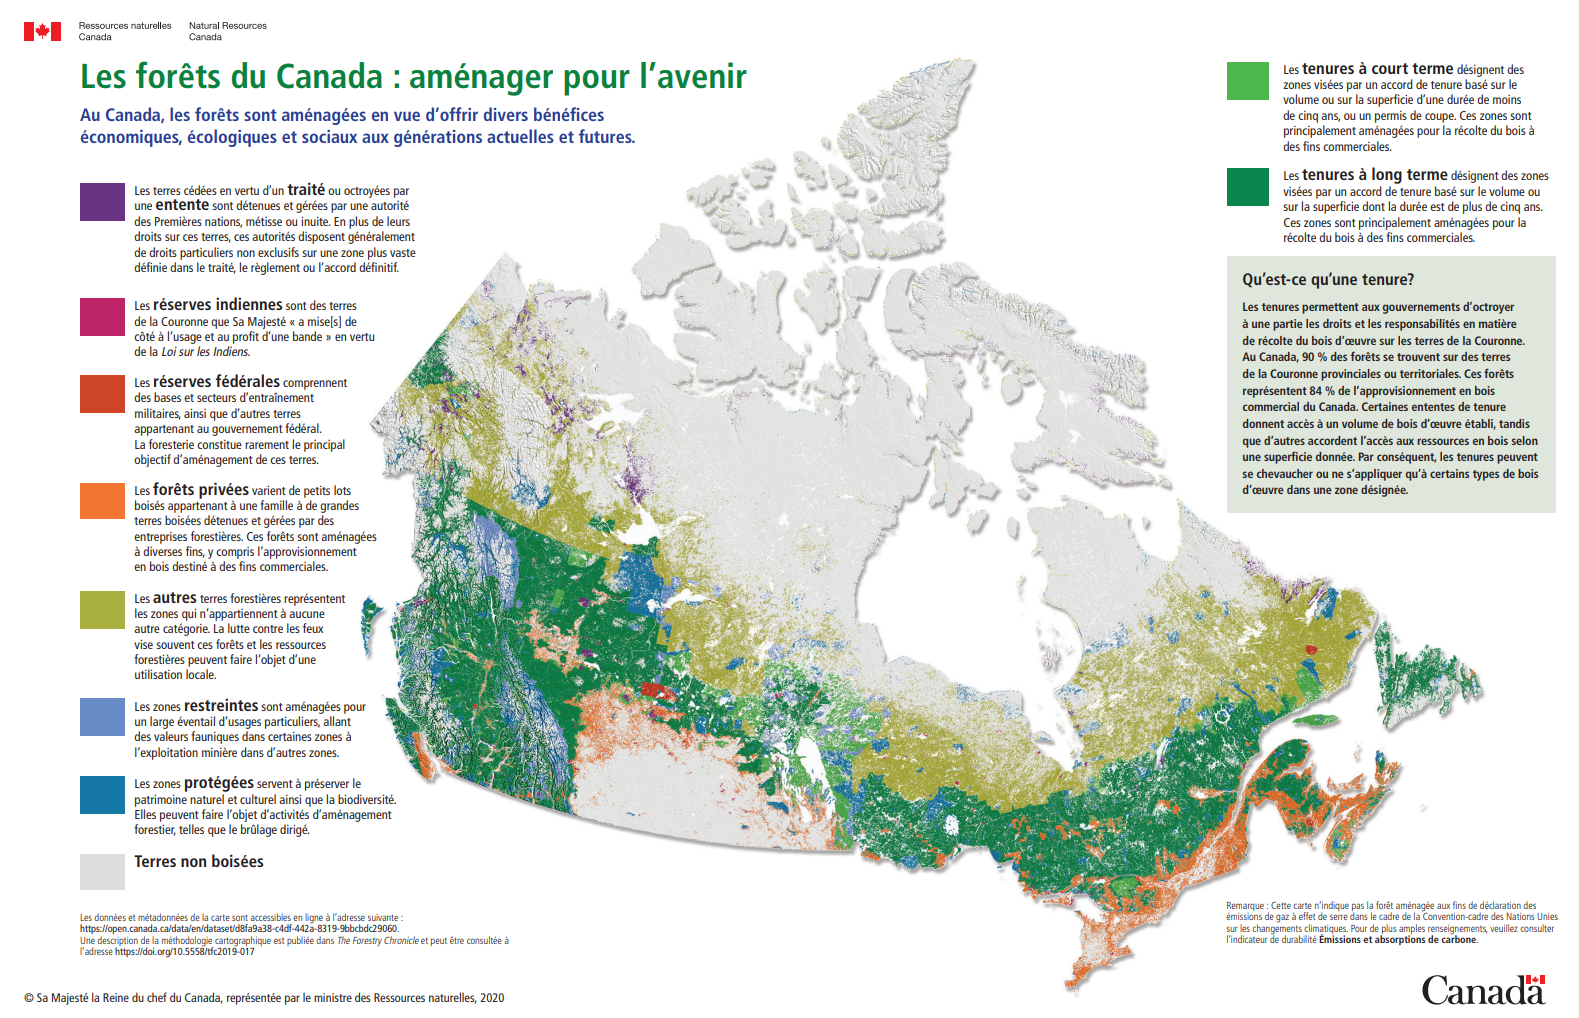 Ressources naturelles
Canada
Natural Resources
Canada
Les forêts du Canada : aménager pour l’avenir
Au Canada, les forêts sont aménagées en vue d’offrir divers bénéfices
économiques, écologiques et sociaux aux générations actuelles et futures.
Les terres cédées en vertu d’un traité ou octroyées par
une entente sont détenues et gérées par une autorité
des Premières nations, métisse ou inuite. En plus de leurs
droits sur ces terres, ces autorités disposent généralement
de droits particuliers non exclusifs sur une zone plus vaste
définie dans le traité, le règlement ou l’accord définitif.
Les réserves indiennes sont des terres
de la Couronne que Sa Majesté « a mise[s] de
côté à l’usage et au profit d’une bande » en vertu
de la Loi sur les Indiens.
Les réserves fédérales comprennent
des bases et secteurs d’entraînement
militaires, ainsi que d’autres terres
appartenant au gouvernement fédéral.
La foresterie constitue rarement le principal
objectif d’aménagement de ces terres.
Les forêts privées varient de petits lots
boisés appartenant à une famille à de grandes
terres boisées détenues et gérées par des
entreprises forestières. Ces forêts sont aménagées
à diverses fins, y compris l’approvisionnement
en bois destiné à des fins commerciales.
Les autres terres forestières représentent
les zones qui n’appartiennent à aucune
autre catégorie. La lutte contre les feux
vise souvent ces forêts et les ressources
forestières peuvent faire l’objet d’une
utilisation locale.
Les zones restreintes sont aménagées pour
un large éventail d’usages particuliers, allant
des valeurs fauniques dans certaines zones à
l’exploitation minière dans d’autres zones.
Les zones protégées servent à préserver le
patrimoine naturel et culturel ainsi que la biodiversité.
Elles peuvent faire l’objet d’activités d’aménagement
forestier, telles que le brûlage dirigé.
Terres non boisées
Les données et métadonnées de la carte sont accessibles en ligne à l’adresse suivante :
https://open.canada.ca/data/en/dataset/d8fa9a38-c4df-442a-8319-9bbcbdc29060.
Une description de la méthodologie cartographique est publiée dans The Forestry Chronicle et peut être consultée à
l’adresse https://doi.org/10.5558/tfc2019-017
© Sa Majesté la Reine du chef du Canada, représentée par le ministre des Ressources naturelles, 2020
Les tenures à court terme désignent des
zones visées par un accord de tenure basé sur le
volume ou sur la superficie d’une durée de moins
de cinq ans, ou un permis de coupe. Ces zones sont
principalement aménagées pour la récolte du bois à
des fins commerciales.
Les tenures à long terme désignent des zones
visées par un accord de tenure basé sur le volume ou
sur la superficie dont la durée est de plus de cinq ans.
Ces zones sont principalement aménagées pour la
récolte du bois à des fins commerciales.
Qu’est-ce qu’une tenure?
Les tenures permettent aux gouvernements d’octroyer
à une partie les droits et les responsabilités en matière
de récolte du bois d’œuvre sur les terres de la Couronne.
Au Canada, 90 % des forêts se trouvent sur des terres
de la Couronne provinciales ou territoriales. Ces forêts
représentent 84 % de l’approvisionnement en bois
commercial du Canada. Certaines ententes de tenure
donnent accès à un volume de bois d’œuvre établi, tandis
que d’autres accordent l’accès aux ressources en bois selon
une superficie donnée. Par conséquent, les tenures peuvent
se chevaucher ou ne s’appliquer qu’à certains types de bois
d’œuvre dans une zone désignée.
Remarque : Cette carte n’indique pas la forêt aménagée aux fins de déclaration des
émissions de gaz à effet de serre dans le cadre de la Convention-cadre des Nations Unies
sur les changements climatiques. Pour de plus amples renseignements, veuillez consulter
l’indicateur de durabilité Émissions et absorptions de carbone.
Canada